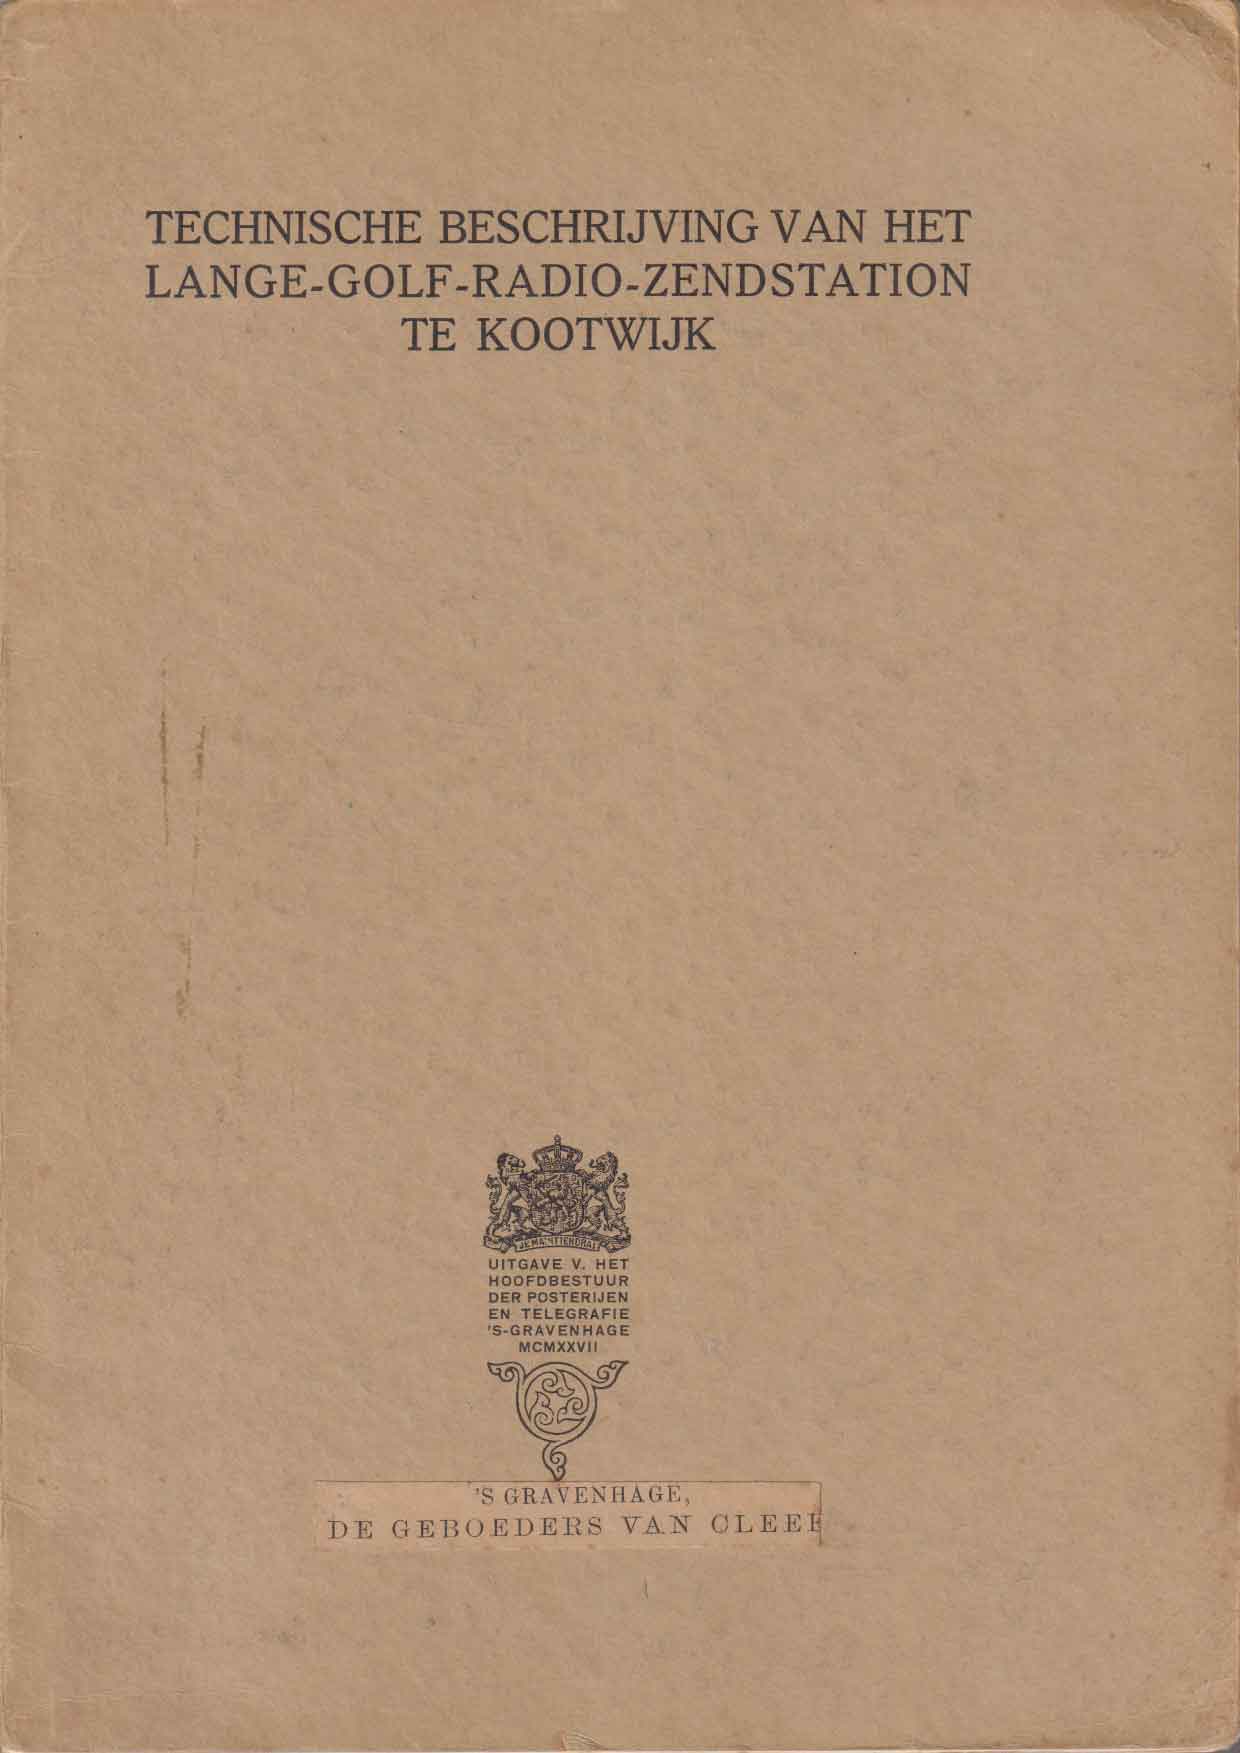 TECHNISCHE BESCHRIJVING VAN HET
LANGE-GOLF-RADIO-ZENDSTATION
TE KOOTWIJK
UITGAVE V. HET
HOOFDBESTUUR
DER POSTERIJEN
EN TELEGRAFIE
'S-GRAVENHAGE
MCMXXVII
'S GRAVENHAGE,
DE GEBOEDERS VAN CLEEF